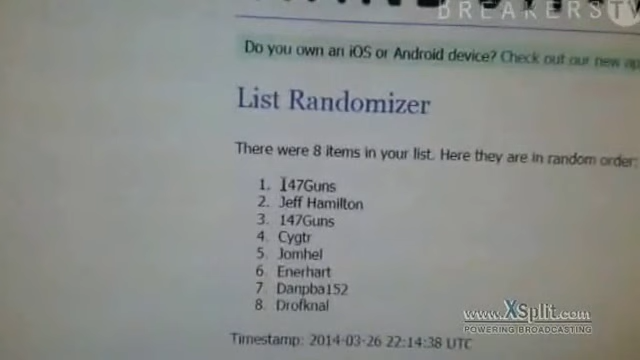 BREAKERSTV
Do you own an iOS or Android device? Check out our new
List Randomizer
There were 8 items in your list. Here they are in random order:
1. 147Guns
2. Jeff Hamilton
3. 147Guns
4. Cygtr
5. Jomhel
6. Enerhart
7. Danpba152
8. Drofknal
www.XSplit.com
POWERING BROADCASTING
Timestamp: 2014-03-26 22:14:38 UTC